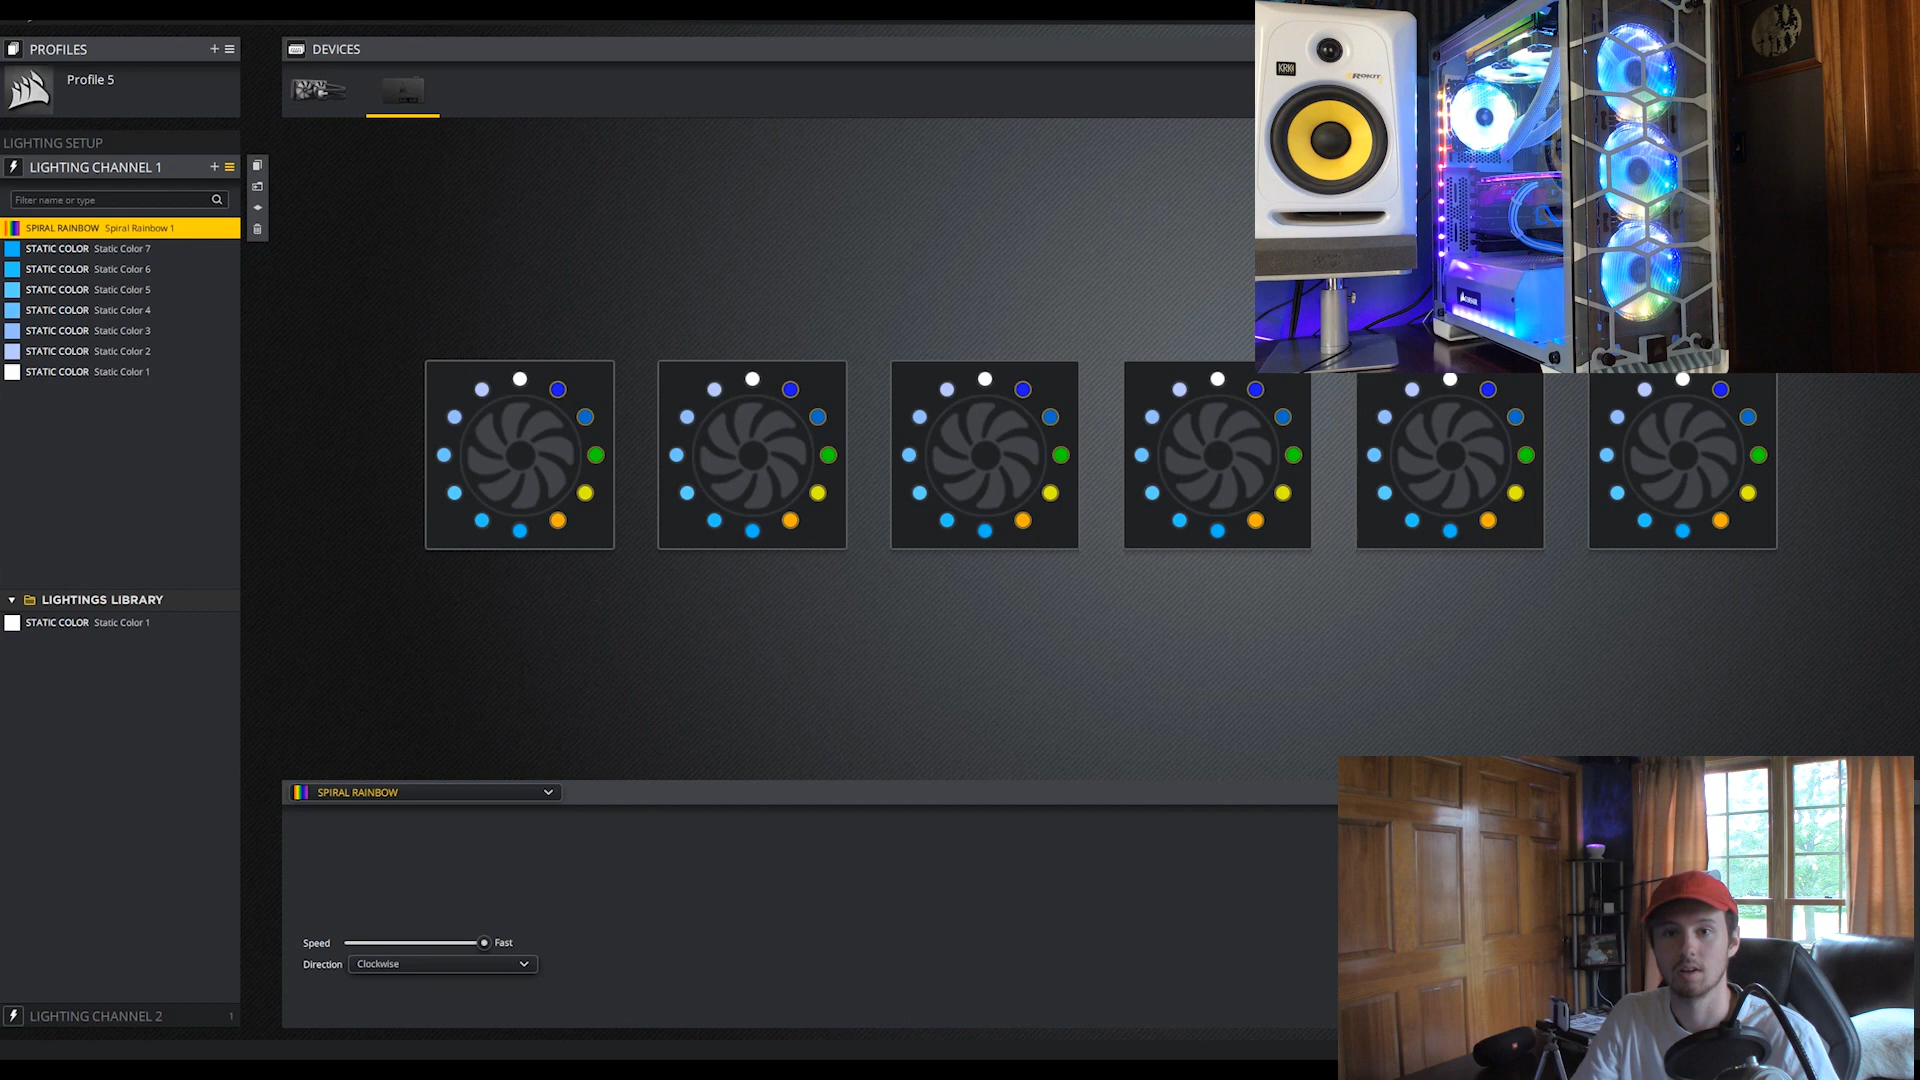 PROFILES
Profile 5
LIGHTING SETUP
LIGHTING CHANNEL 1
Filter name or type
SPIRAL RAINBOW Spiral Rainbow 1
STATIC COLOR Static Color 7
STATIC COLOR Static Color 6
STATIC COLOR Static Color 5
STATIC COLOR Static Color 4
STATIC COLOR Static Color 3
STATIC COLOR Static Color 2
STATIC COLOR Static Color 1
LIGHTINGS LIBRARY
STATIC COLOR Static Color 1
LIGHTING CHANNEL 2 1
DEVICES
KRK
ROKIT
CORSAIR
SPIRAL RAINBOW
Speed Fast
Direction Clockwise